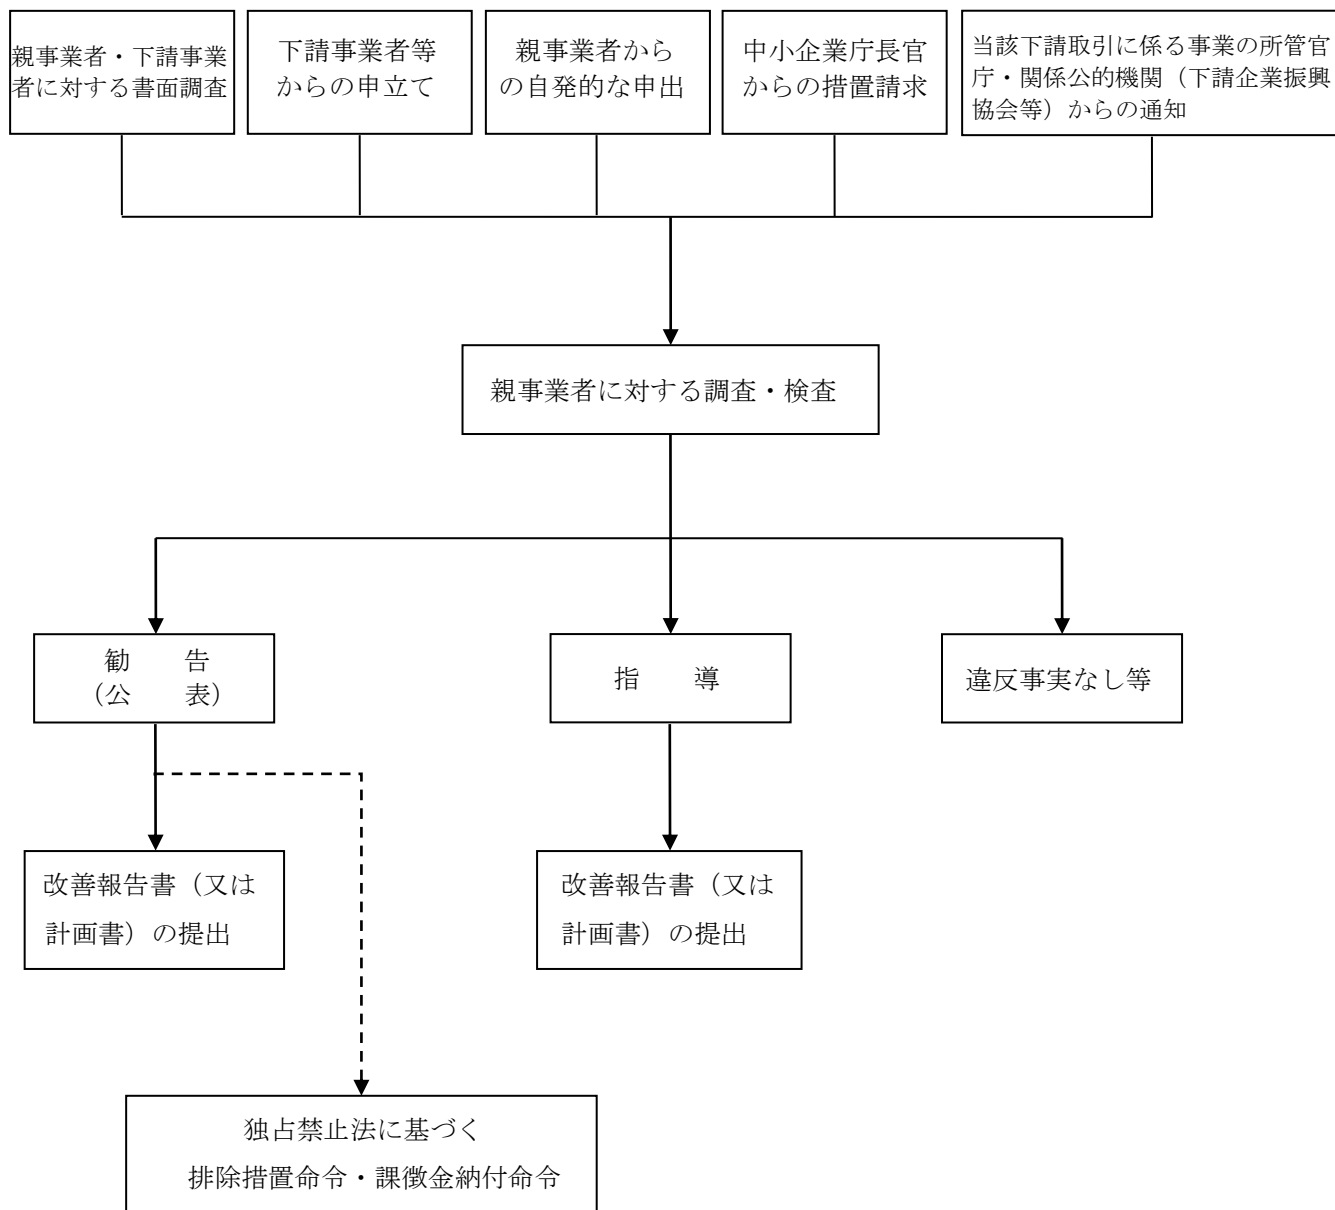 親事業者・下請事業
者に対する書面調査
下請事業者等
からの申立て
親事業者から
の自発的な申出
中小企業庁長官
からの措置請求
当該下請取引に係る事業の所管官
庁・関係公的機関（下請企業振興
協会等）からの通知
親事業者に対する調査・検査
勧　　告
（公　　表）
指　　導
違反事実なし等
改善報告書（又は
計画書）の提出
改善報告書（又は
計画書）の提出
独占禁止法に基づく
排除措置命令・課徴金納付命令